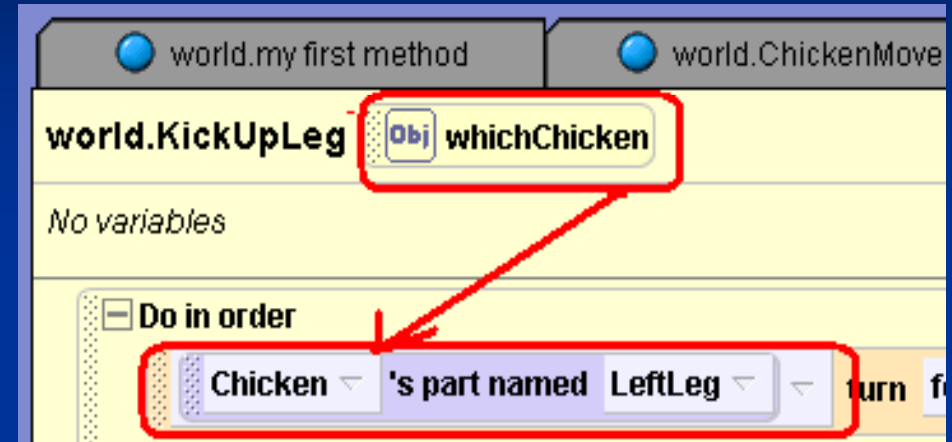 world.my first method world.ChickenMove
world.KickUpLeg Obj whichChicken
No variables
Do in order
Chicken 's part named LeftLeg turn